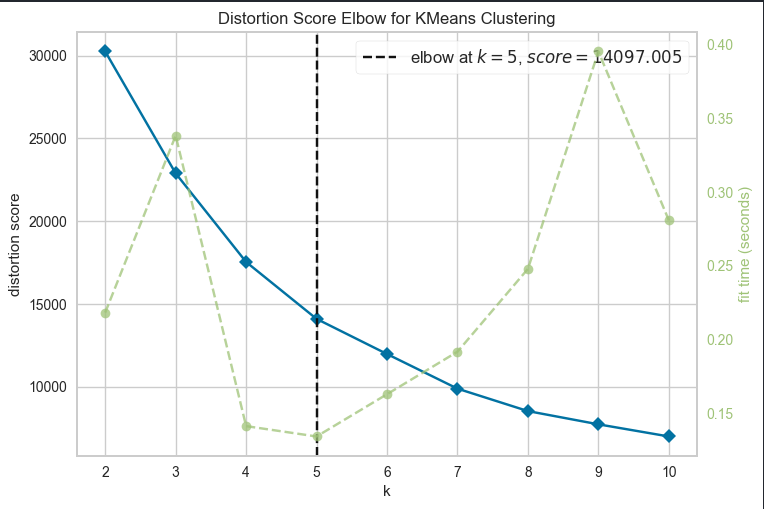 Distortion Score Elbow for KMeans Clustering
elbow at k = 5, score = 14097.005
distortion score
30000
25000
20000
15000
10000
0.40
0.35
0.30
0.25
0.20
0.15
fit time (seconds)
2 3 4 5 6 7 8 9 10
k